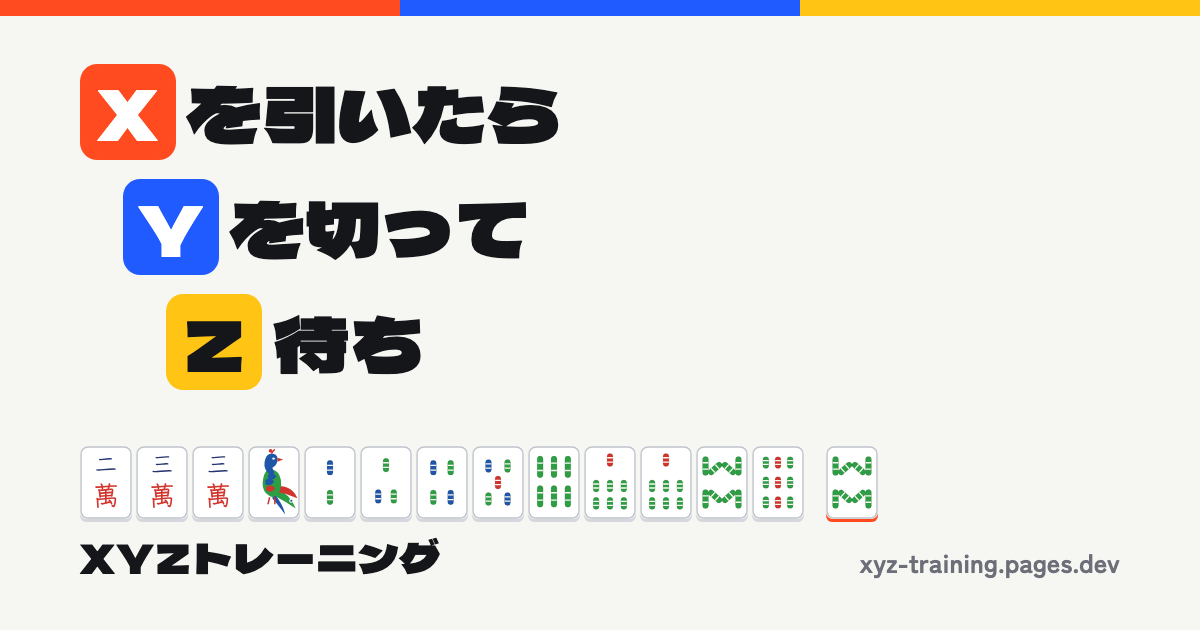 Xを引いたら
Yを切って
Z待ち
二萬 三萬 三萬
XYZトレーニング
xyz-training.pages.dev